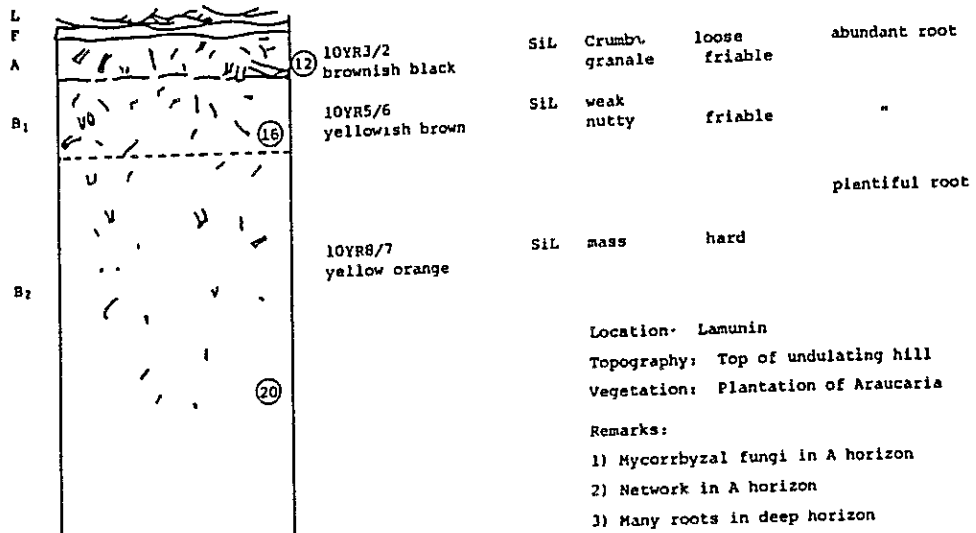 L
F
A
B₁
B₂
12
16
20
10YR3/2
brownish black
SiL Crumby loose abundant root
granale friable
10YR5/6
yellowish brown
SiL weak
nutty friable "
plentiful root
10YR8/7
yellow orange
SiL mass hard
Location· Lamunin
Topography: Top of undulating hill
Vegetation: Plantation of Araucaria
Remarks:
1) Mycorrbyzal fungi in A horizon
2) Network in A horizon
3) Many roots in deep horizon